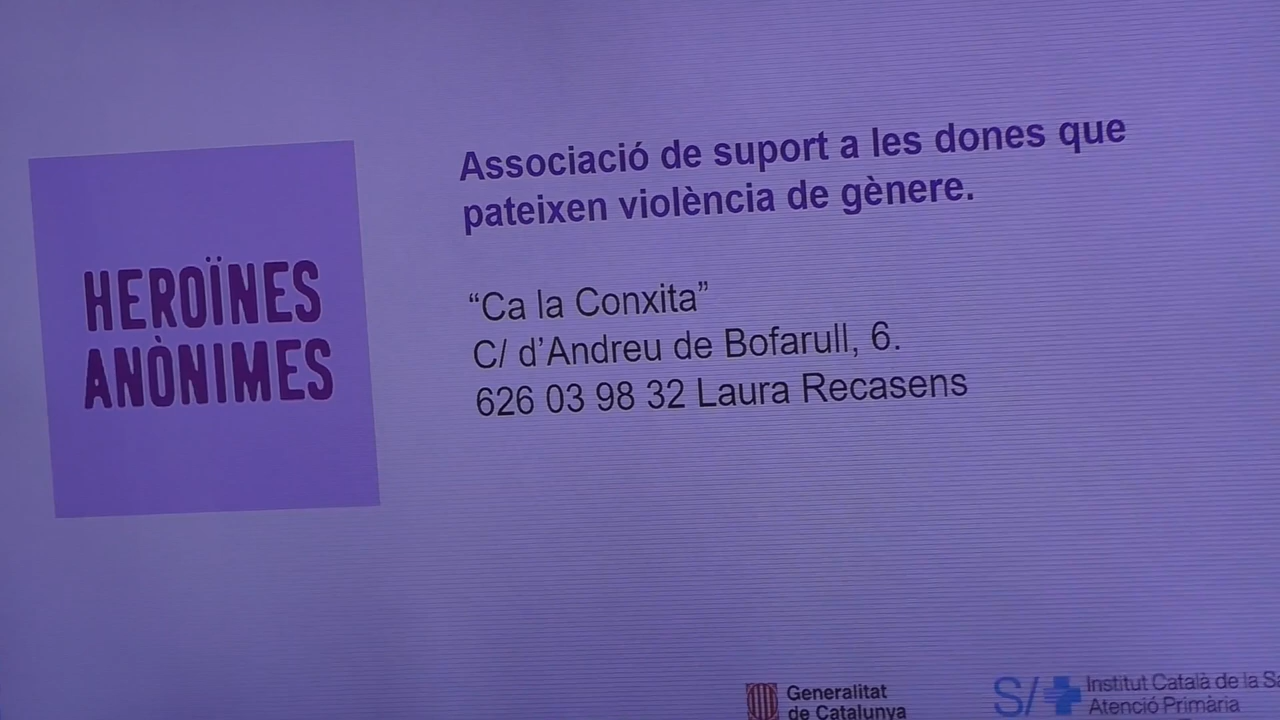 HEROÏNES
ANÒNIMES
Associació de suport a les dones que
pateixen violència de gènere.
“Ca la Conxita”
C/ d’Andreu de Bofarull, 6.
626 03 98 32 Laura Recasens
Generalitat
de Catalunya
S/
Institut Català de la
Atenció Primària